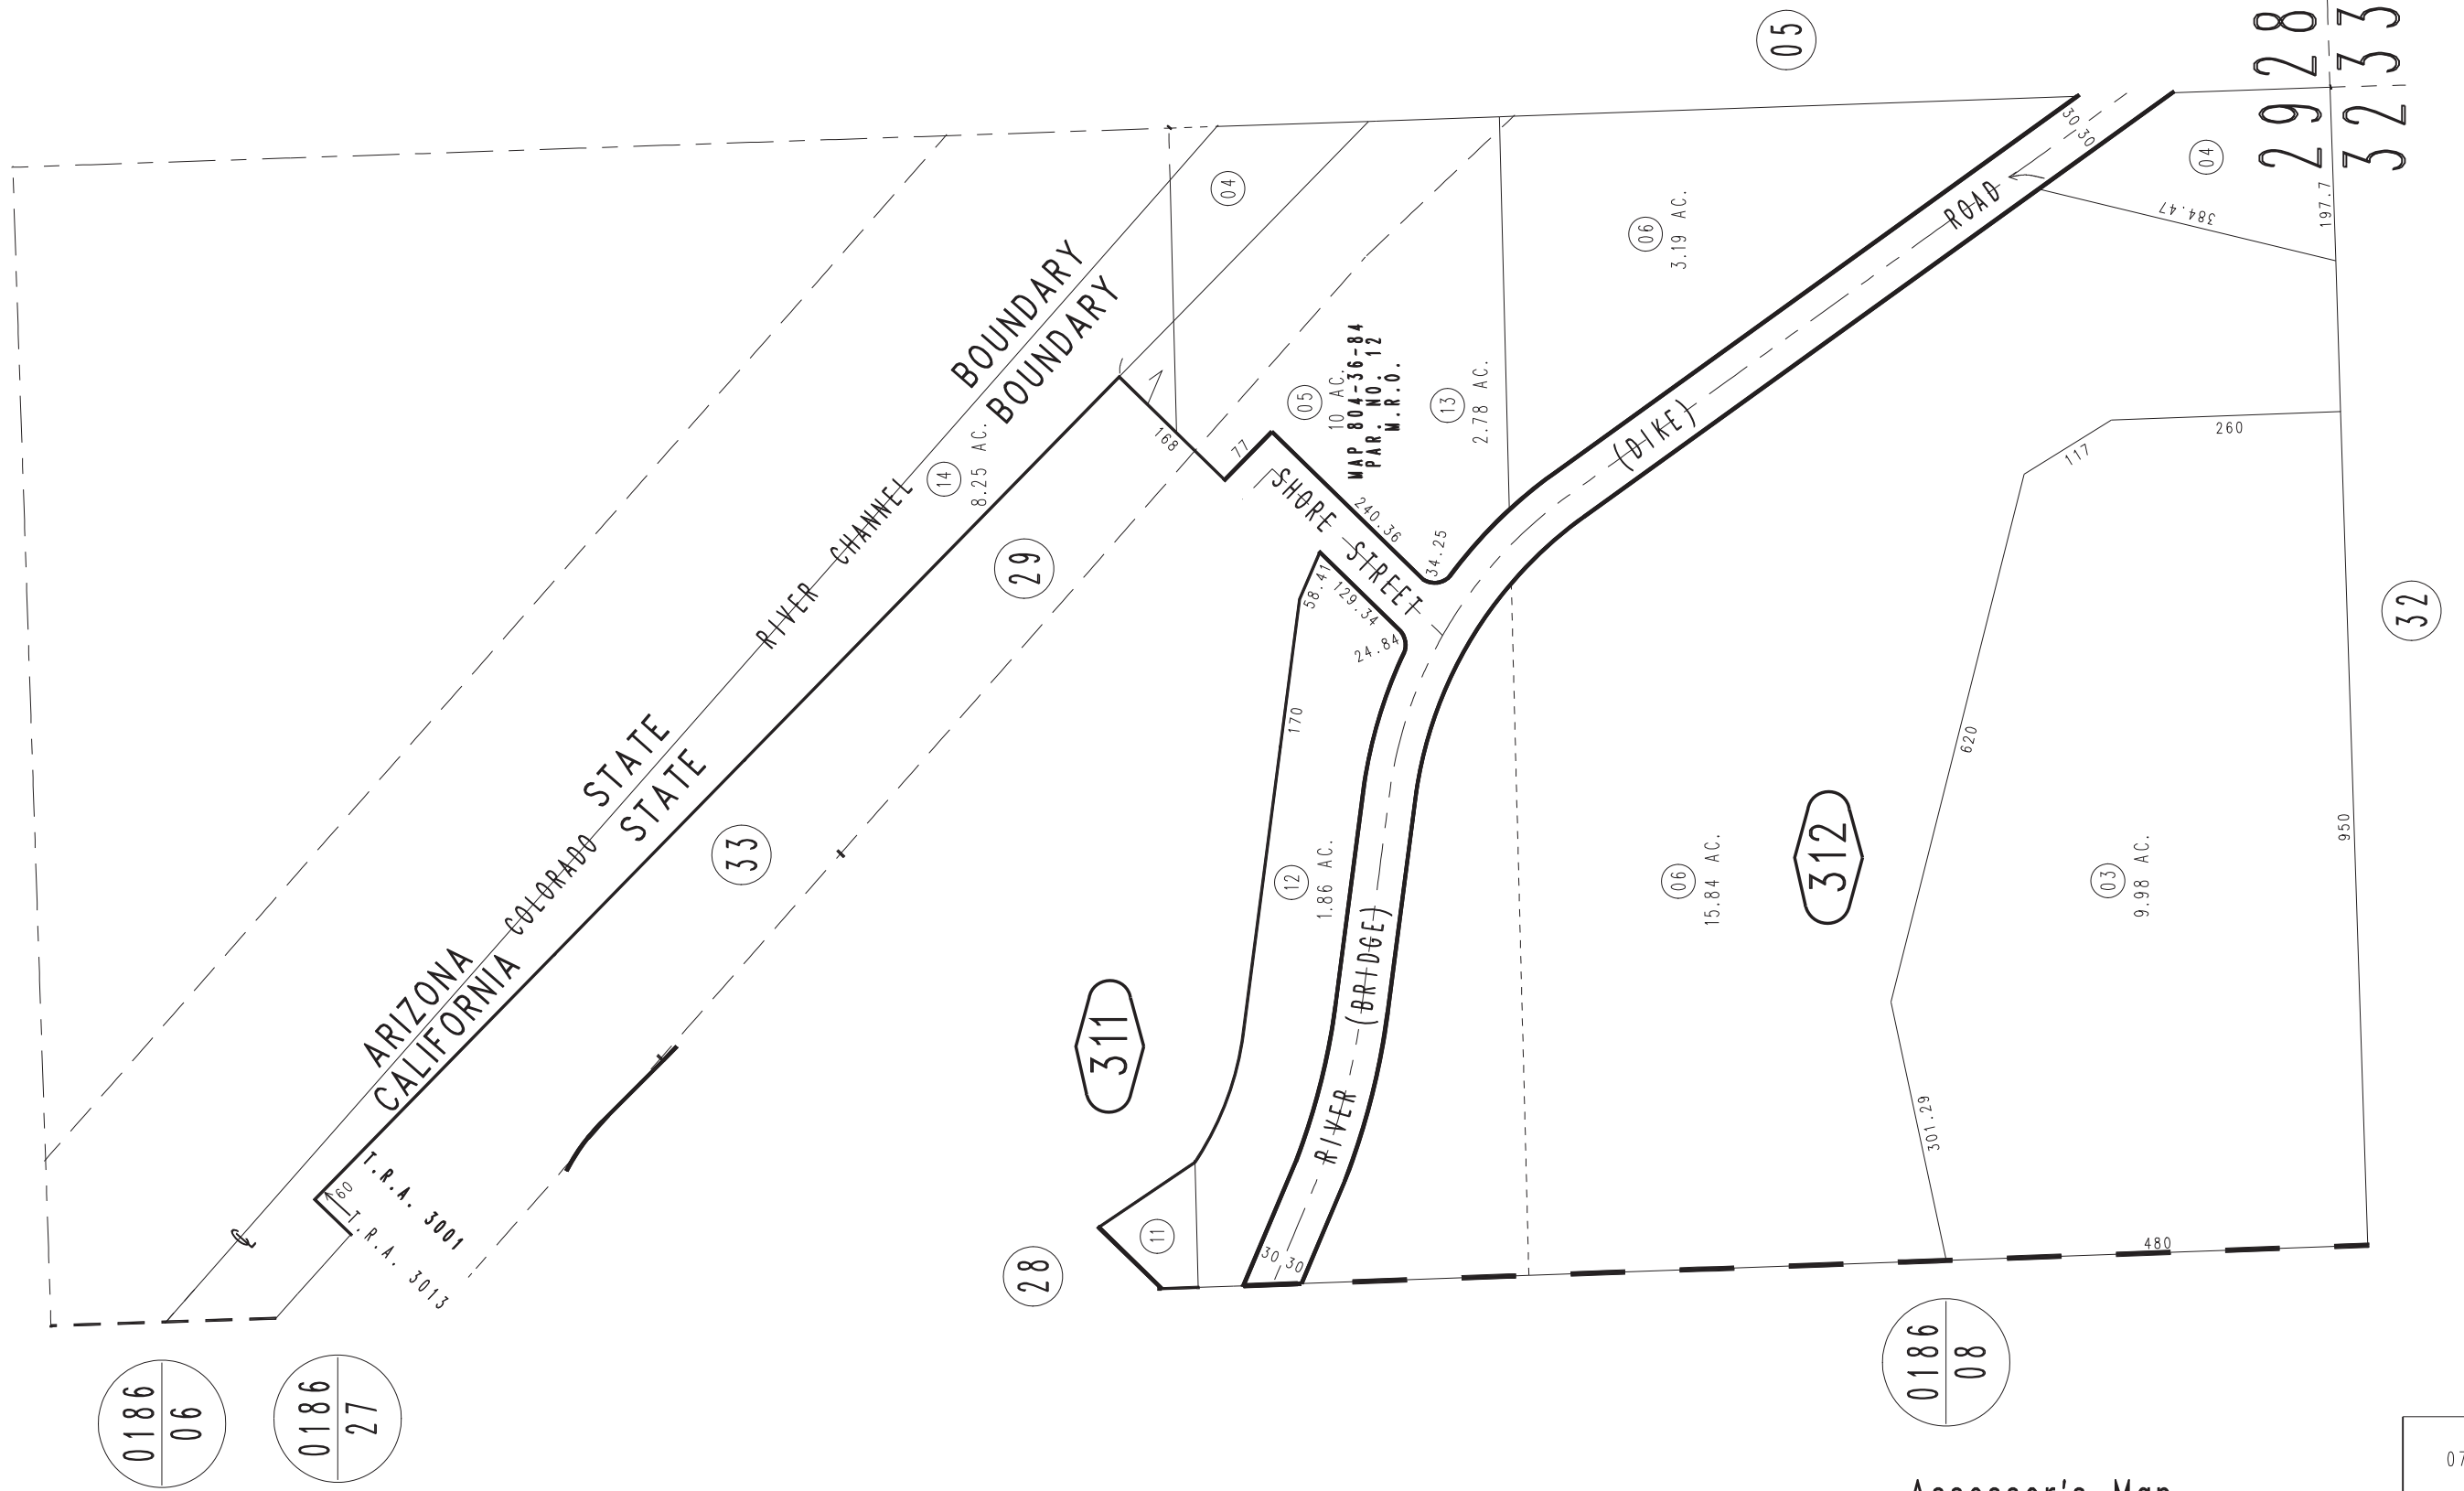 05
29 28
32 33
04
30 30
04
384.47
197.7
ROAD
06
3.19 AC.
ARIZONA STATE BOUNDARY
CALIFORNIA STATE BOUNDARY
COLORADO RIVER CHANNEL
14
8.25 AC.
05
10 AC.
MAP 804-36-84
PAR. NO. 12
M.R.O.
13
2.78 AC.
(DIKE)
168
77
260
117
SHORE STREET
240.36
34.25
29
58.41
129.34
24.84
32
170
620
33
12
1.86 AC.
06
15.84 AC.
312
03
9.98 AC.
950
311
RIVER (BRIDGE)
301.29
60
T.R.A. 3001
T.R.A. 3013
℄
11
28
30 30
480
0186
06
0186
27
0186
08
Assessor's Map